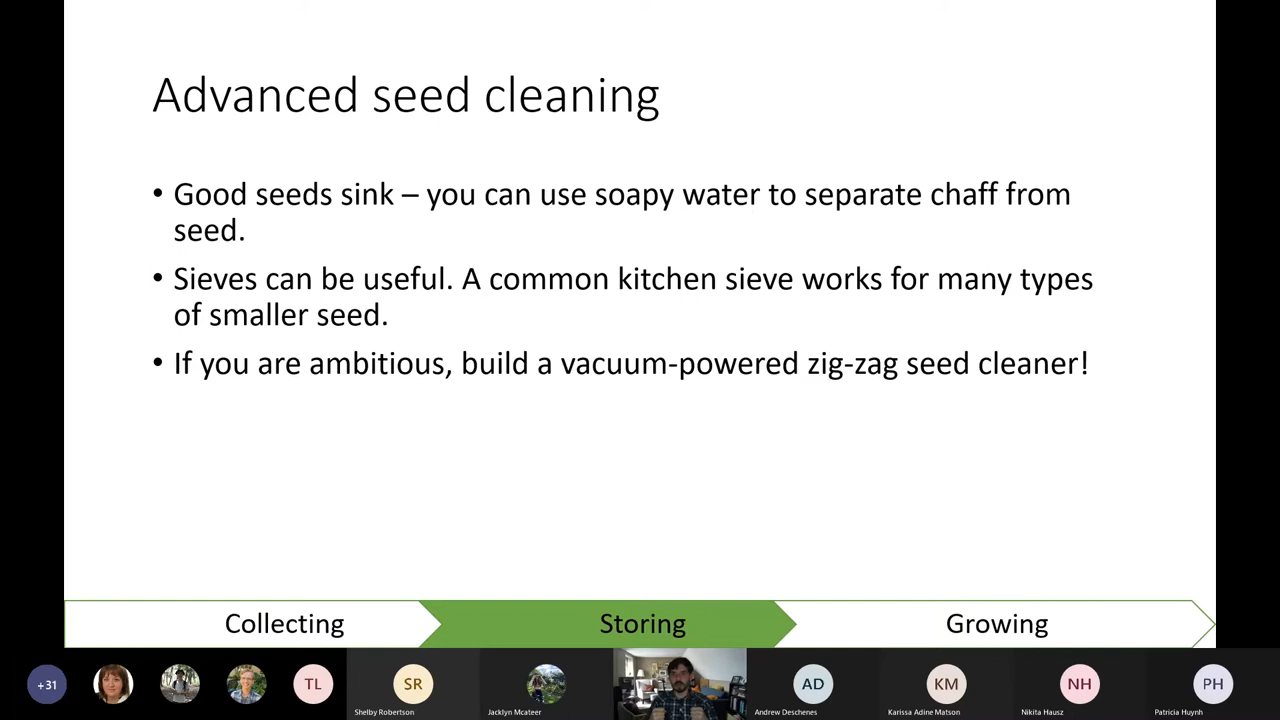 Advanced seed cleaning
• Good seeds sink – you can use soapy water to separate chaff from
seed.
• Sieves can be useful. A common kitchen sieve works for many types
of smaller seed.
• If you are ambitious, build a vacuum-powered zig-zag seed cleaner!
Collecting
Storing
Growing
+31
TL
SR
AD
KM
NH
PH
Shelby Robertson
Jacklyn Mcateer
Andrew Deschenes
Karissa Adine Matson
Nikita Hausz
Patricia Huynh